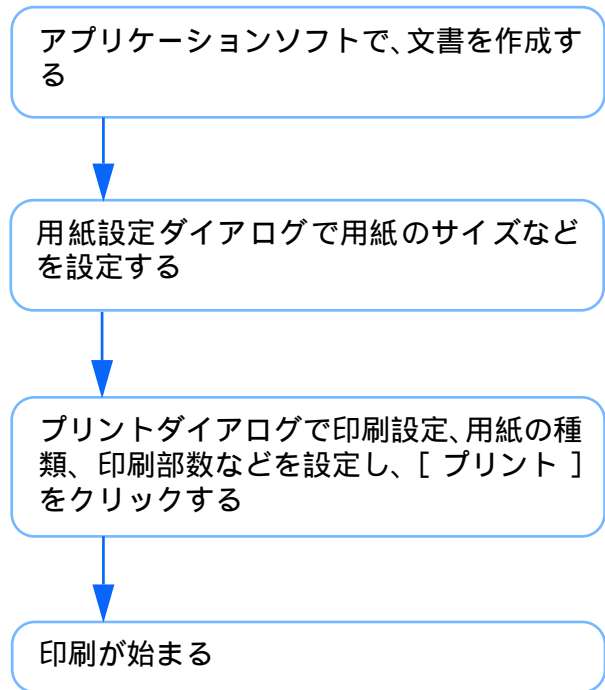 アプリケーションソフトで、文書を作成す
る
用紙設定ダイアログで用紙のサイズなど
を設定する
プリントダイアログで印刷設定、用紙の種
類、印刷部数などを設定し、［ プリント ］
をクリックする
印刷が始まる